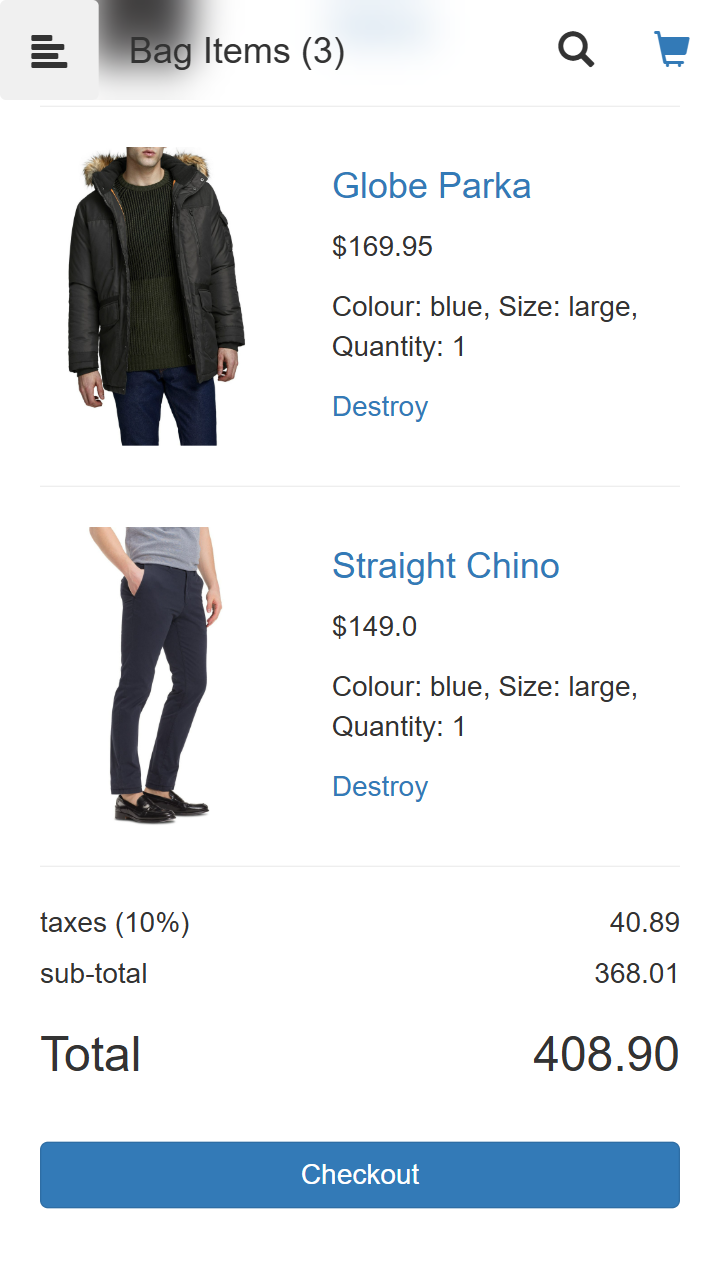 Bag Items (3)
Globe Parka
$169.95
Colour: blue, Size: large,
Quantity: 1
Destroy
Straight Chino
$149.0
Colour: blue, Size: large,
Quantity: 1
Destroy
taxes (10%) 40.89
sub-total 368.01
Total 408.90
Checkout